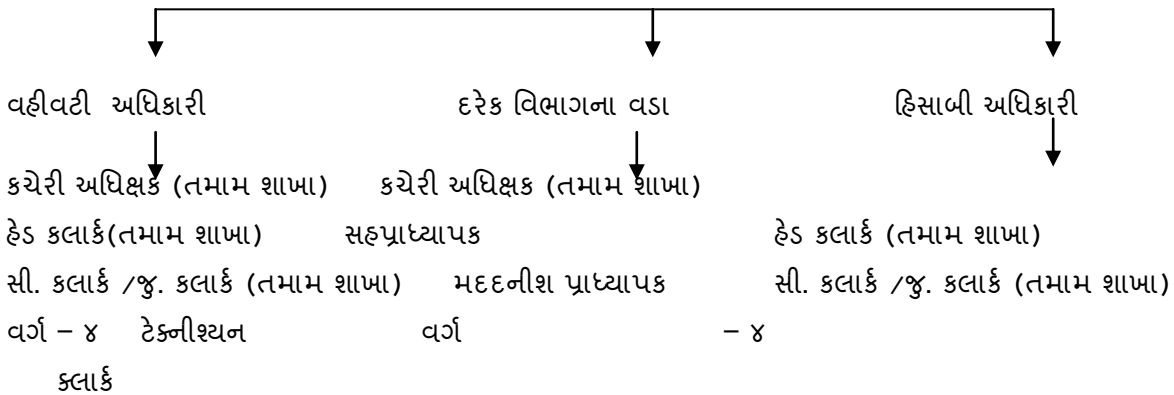 વહીવટી અધિકારી દરેક વિભાગના વડા હિસાબી અધિકારી
કચેરી અધિક્ષક (તમામ શાખા) કચેરી અધિક્ષક (તમામ શાખા)
હેડ કલાર્ક(તમામ શાખા) સહપ્રાધ્યાપક હેડ કલાર્ક (તમામ શાખા)
સી. કલાર્ક /જુ. કલાર્ક (તમામ શાખા) મદદનીશ પ્રાધ્યાપક સી. કલાર્ક /જુ. કલાર્ક (તમામ શાખા)
વર્ગ – ૪ ટેક્નીશ્યન વર્ગ – ૪
ક્લાર્ક